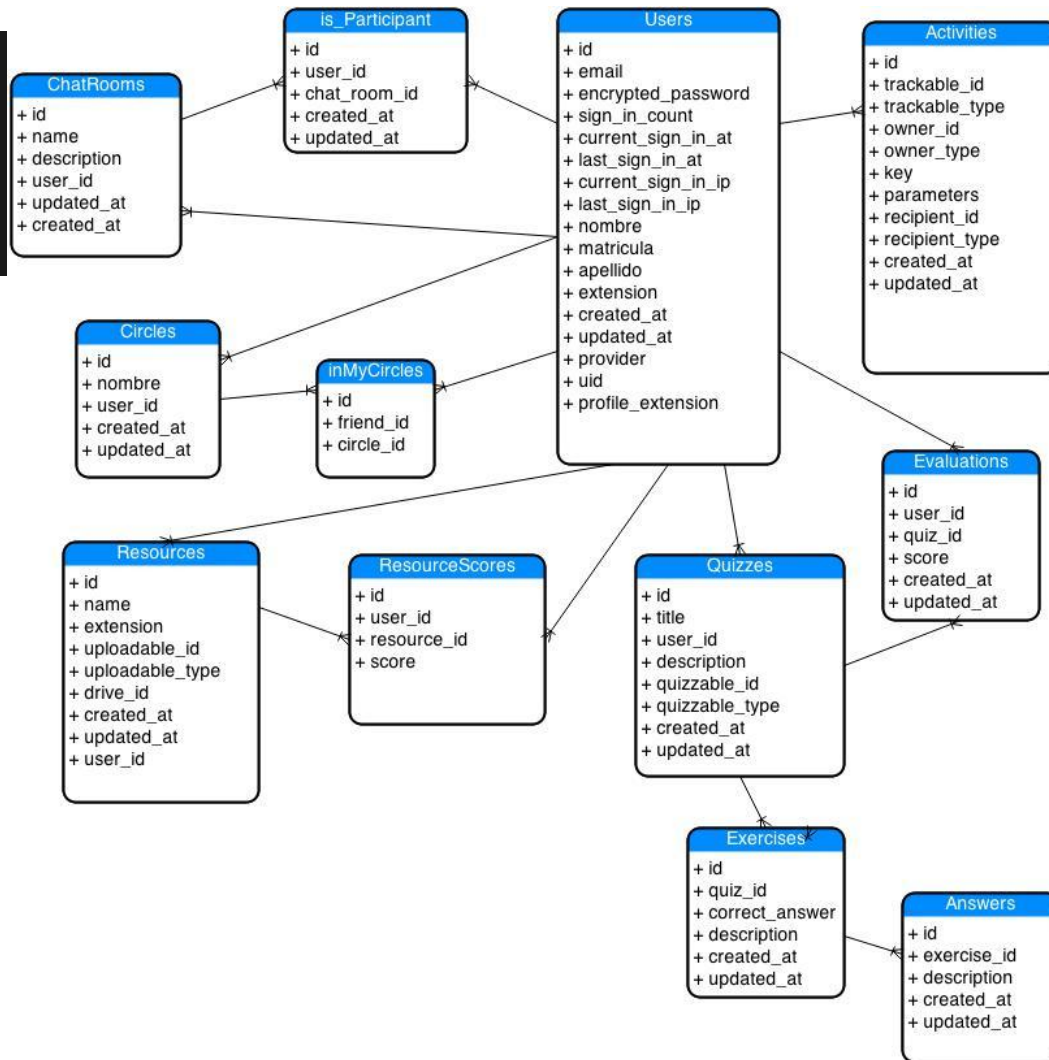 is_Participant
+ id
+ user_id
+ chat_room_id
+ created_at
+ updated_at
Users
+ id
+ email
+ encrypted_password
+ sign_in_count
+ current_sign_in_at
+ last_sign_in_at
+ current_sign_in_ip
+ last_sign_in_ip
+ nombre
+ matricula
+ apellido
+ extension
+ created_at
+ updated_at
+ provider
+ uid
+ profile_extension
Activities
+ id
+ trackable_id
+ trackable_type
+ owner_id
+ owner_type
+ key
+ parameters
+ recipient_id
+ recipient_type
+ created_at
+ updated_at
ChatRooms
+ id
+ name
+ description
+ user_id
+ updated_at
+ created_at
Circles
+ id
+ nombre
+ user_id
+ created_at
+ updated_at
inMyCircles
+ id
+ friend_id
+ circle_id
Evaluations
+ id
+ user_id
+ quiz_id
+ score
+ created_at
+ updated_at
Resources
+ id
+ name
+ extension
+ uploadable_id
+ uploadable_type
+ drive_id
+ created_at
+ updated_at
+ user_id
ResourceScores
+ id
+ user_id
+ resource_id
+ score
Quizzes
+ id
+ title
+ user_id
+ description
+ quizzable_id
+ quizzable_type
+ created_at
+ updated_at
Exercises
+ id
+ quiz_id
+ correct_answer
+ description
+ created_at
+ updated_at
Answers
+ id
+ exercise_id
+ description
+ created_at
+ updated_at